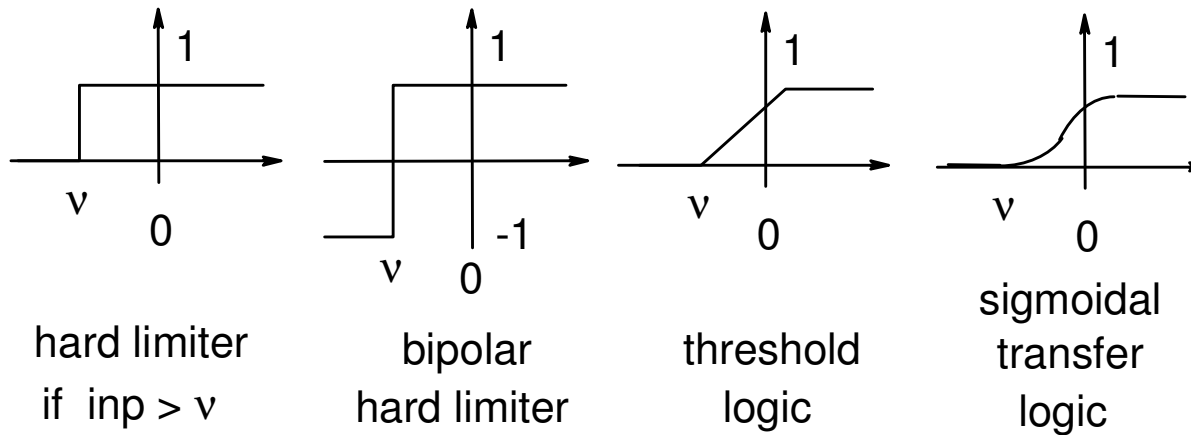 1
ν
0
hard limiter
if inp > ν
1
-1
ν
0
bipolar
hard limiter
1
ν
0
threshold
logic
1
ν
0
sigmoidal
transfer
logic